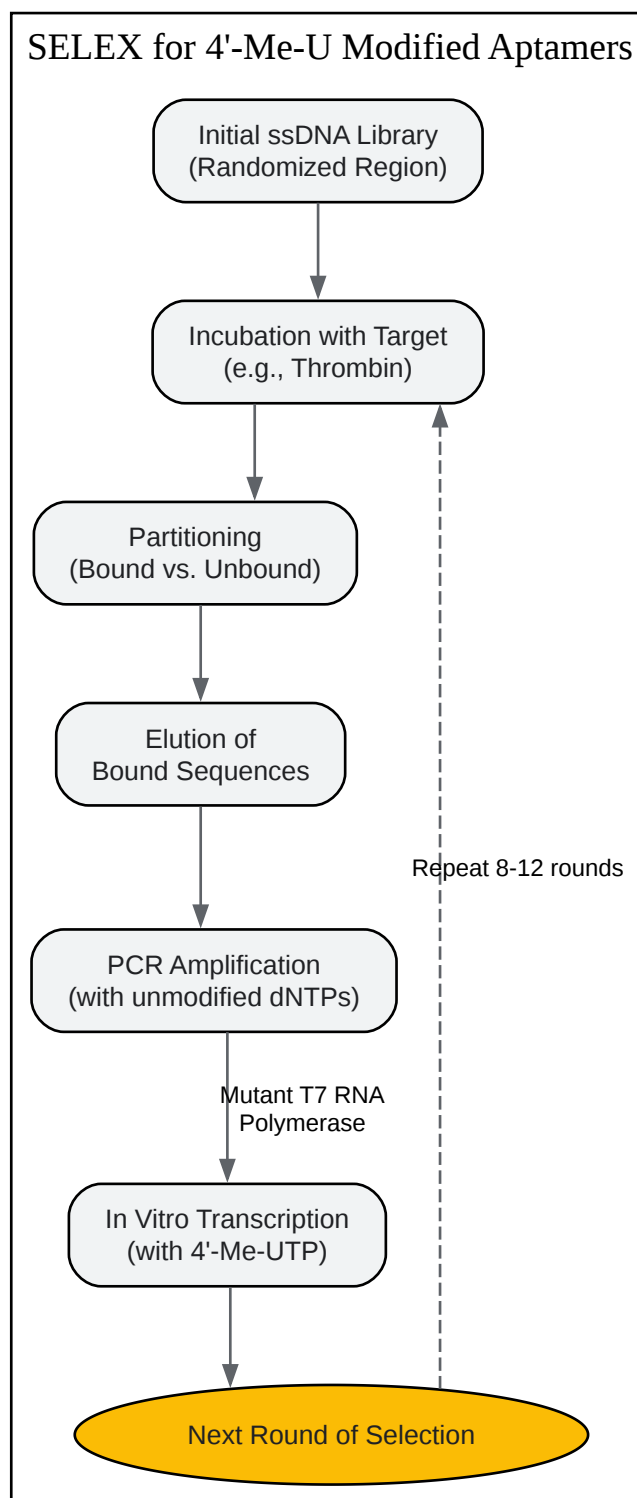 SELEX for 4'-Me-U Modified Aptamers
Initial ssDNA Library
(Randomized Region)
Incubation with Target
(e.g., Thrombin)
Partitioning
(Bound vs. Unbound)
Elution of
Bound Sequences
Repeat 8-12 rounds
PCR Amplification
(with unmodified dNTPs)
Mutant T7 RNA
Polymerase
In Vitro Transcription
(with 4'-Me-UTP)
Next Round of Selection